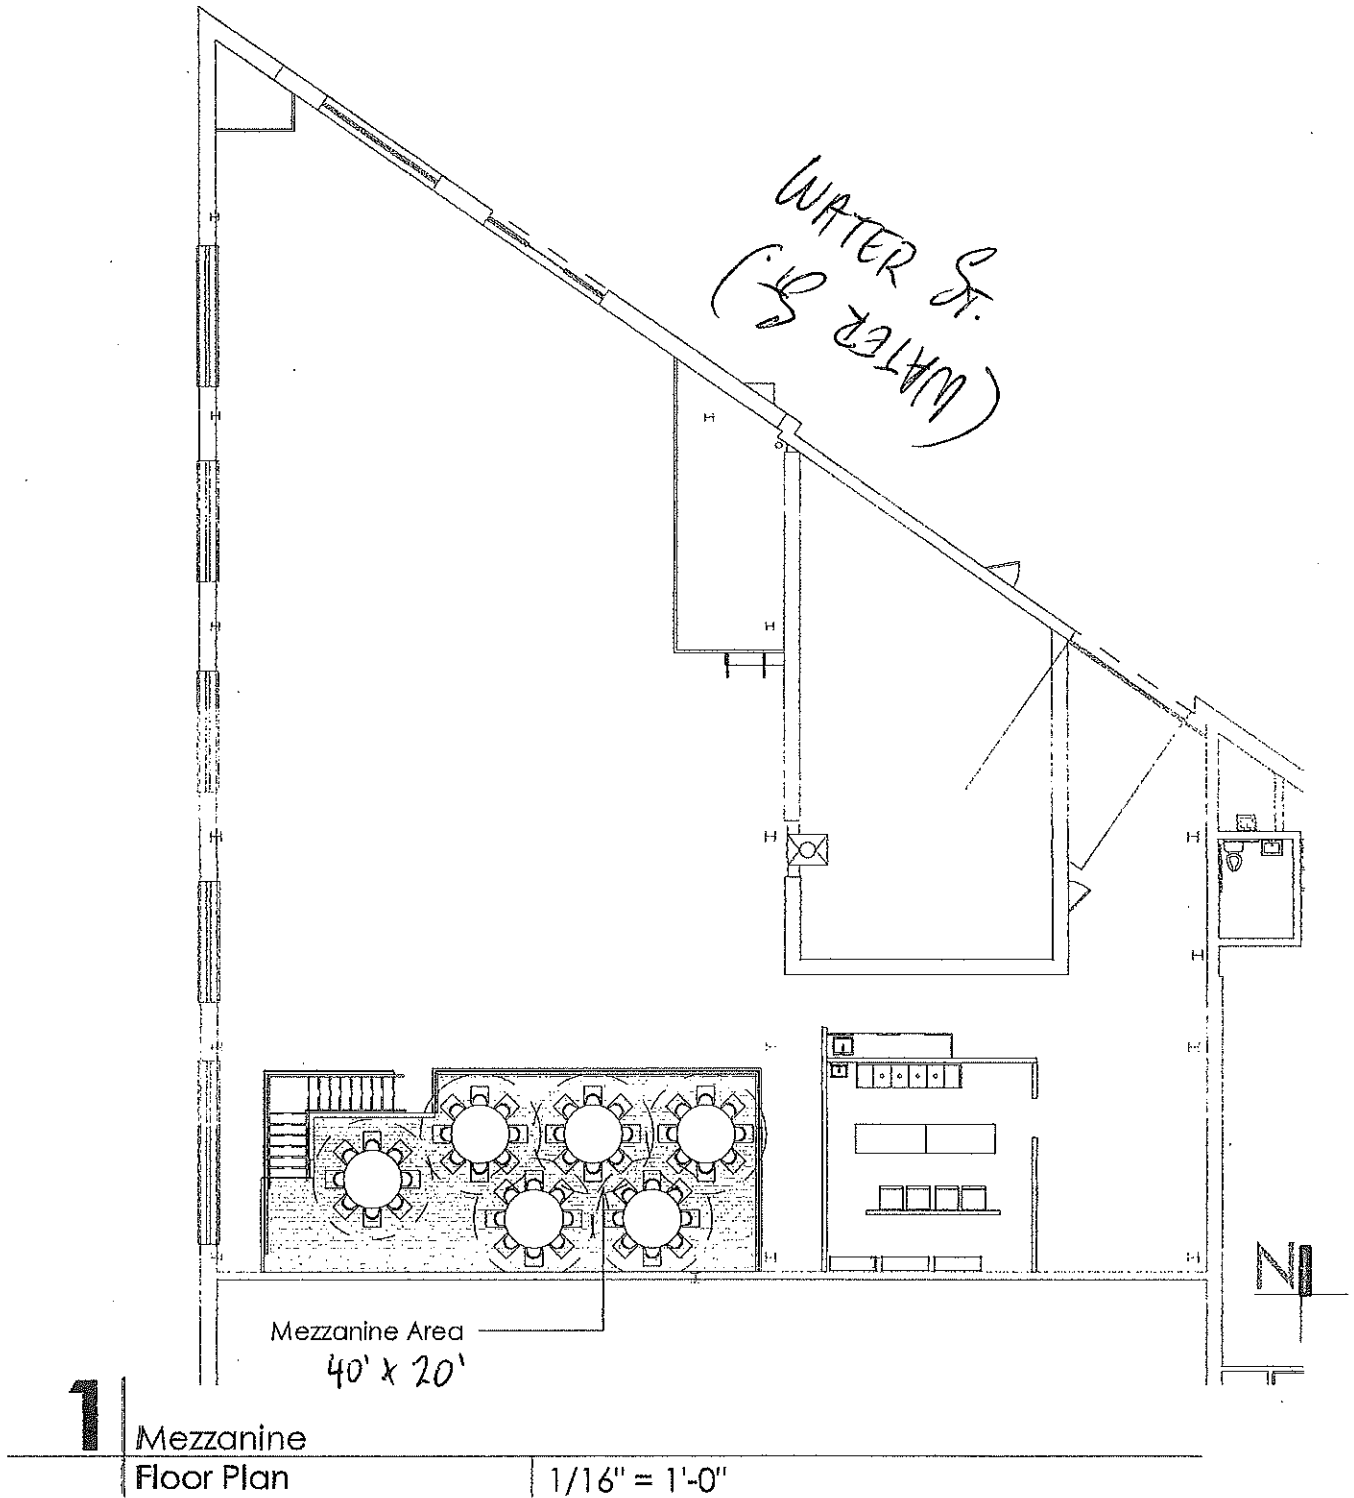 WATER ST.
(WATER St.)
N
Mezzanine Area
40' x 20'
1
Mezzanine
Floor Plan
1/16" = 1'-0"